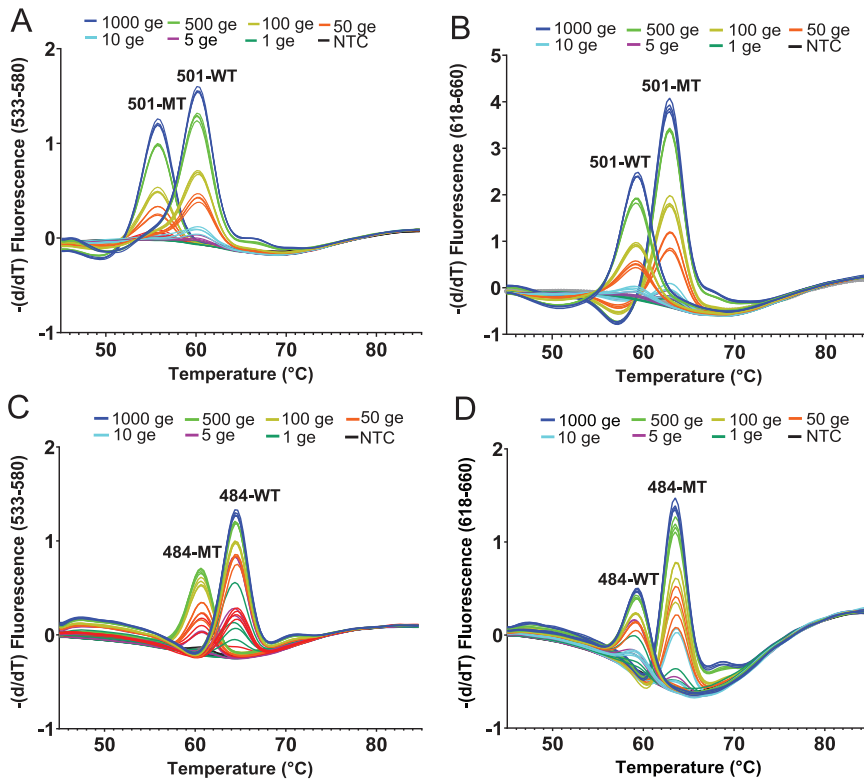 A
1000 ge 500 ge 100 ge 50 ge
10 ge 5 ge 1 ge NTC
-(d/dT) Fluorescence (533-580)
2
1
0
-1
501-MT
501-WT
50 60 70 80
Temperature (°C)
B
1000 ge 500 ge 100 ge 50 ge
10 ge 5 ge 1 ge NTC
-(d/dT) Fluorescence (618-660)
5
4
3
2
1
0
-1
501-MT
501-WT
50 60 70 80
Temperature (°C)
C
1000 ge 500 ge 100 ge 50 ge
10 ge 5 ge 1 ge NTC
-(d/dT) Fluorescence (533-580)
2
1
0
-1
484-WT
484-MT
50 60 70 80
Temperature (°C)
D
1000 ge 500 ge 100 ge 50 ge
10 ge 5 ge 1 ge NTC
-(d/dT) Fluorescence (618-660)
2
1
0
-1
484-MT
484-WT
50 60 70 80
Temperature (°C)